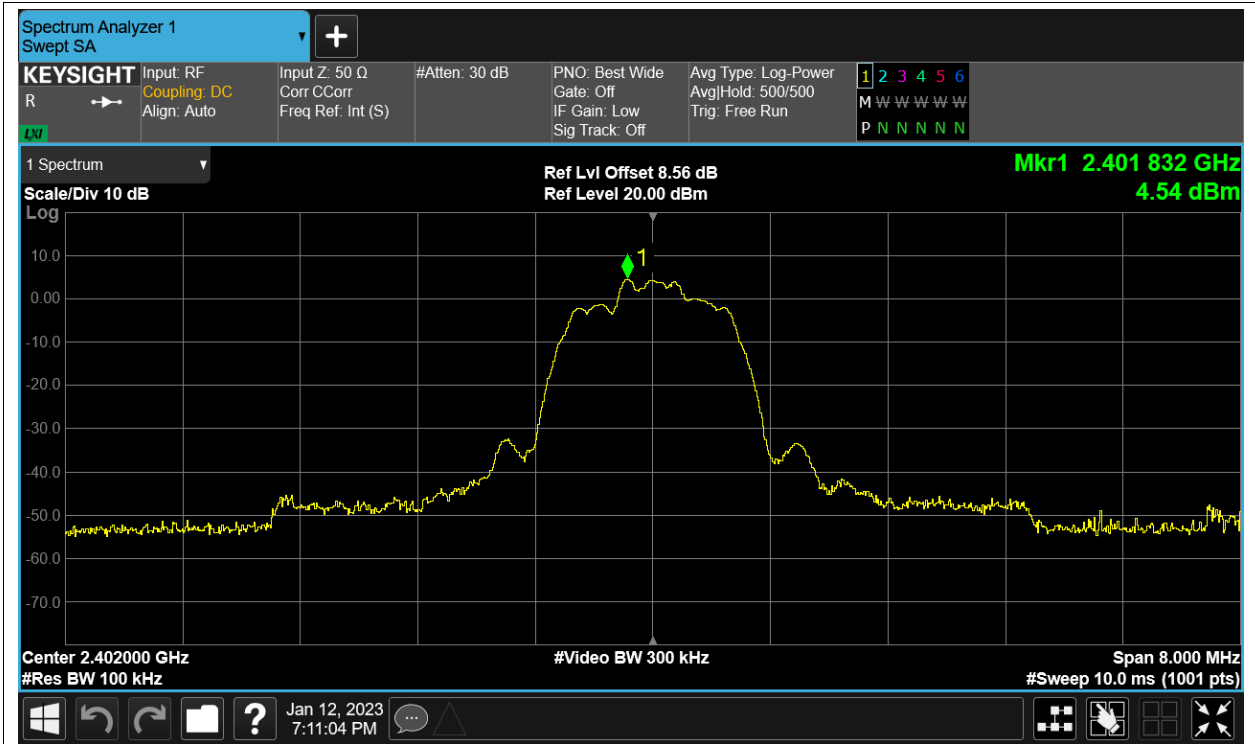 Spectrum Analyzer 1
Swept SA
KEYSIGHT
R
LXI
Input: RF
Coupling: DC
Align: Auto
Input Z: 50 Ω
Corr CCorr
Freq Ref: Int (S)
#Atten: 30 dB
PNO: Best Wide
Gate: Off
IF Gain: Low
Sig Track: Off
Avg Type: Log-Power
Avg|Hold: 500/500
Trig: Free Run
1 2 3 4 5 6
M W W W W W W
P N N N N N
1 Spectrum
Scale/Div 10 dB
Log
Ref Lvl Offset 8.56 dB
Ref Level 20.00 dBm
Mkr1 2.401 832 GHz
4.54 dBm
1
10.0
0.00
-10.0
-20.0
-30.0
-40.0
-50.0
-60.0
-70.0
Center 2.402000 GHz
#Res BW 100 kHz
#Video BW 300 kHz
Span 8.000 MHz
#Sweep 10.0 ms (1001 pts)
?
Jan 12, 2023
7:11:04 PM